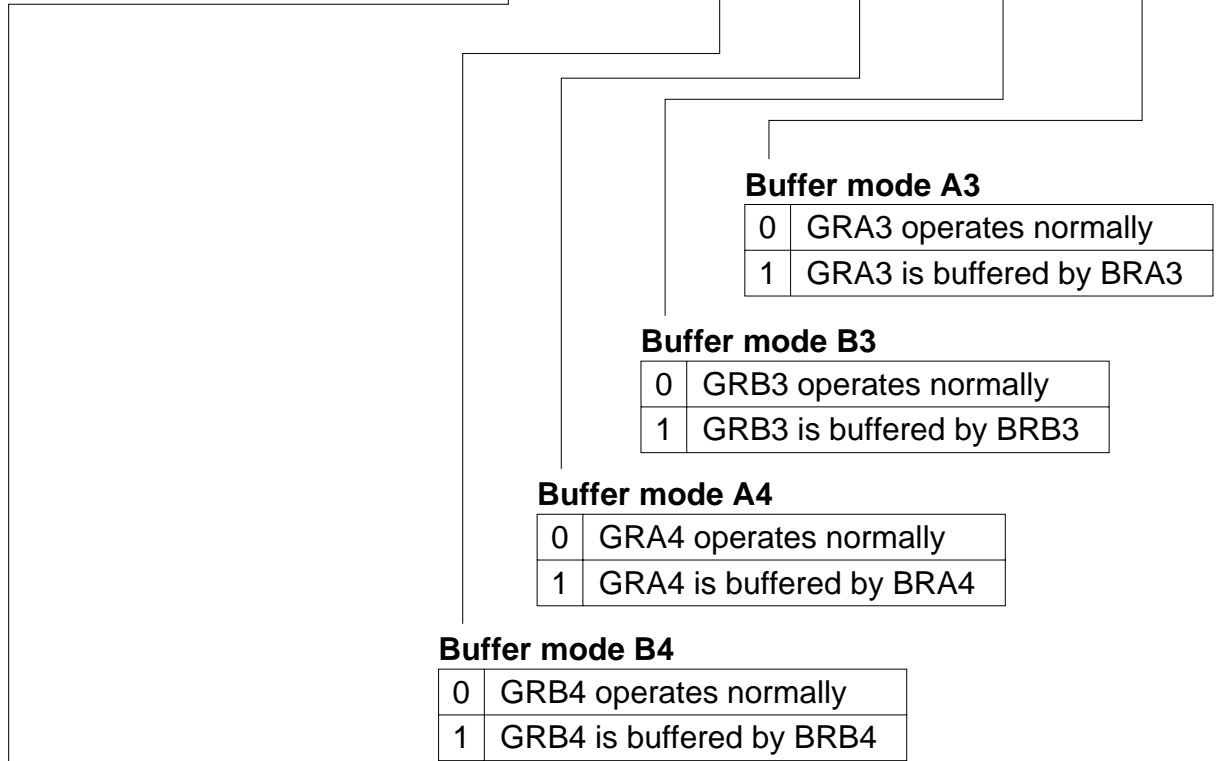 Buffer mode A3
0 GRA3 operates normally
1 GRA3 is buffered by BRA3
Buffer mode B3
0 GRB3 operates normally
1 GRB3 is buffered by BRB3
Buffer mode A4
0 GRA4 operates normally
1 GRA4 is buffered by BRA4
Buffer mode B4
0 GRB4 operates normally
1 GRB4 is buffered by BRB4